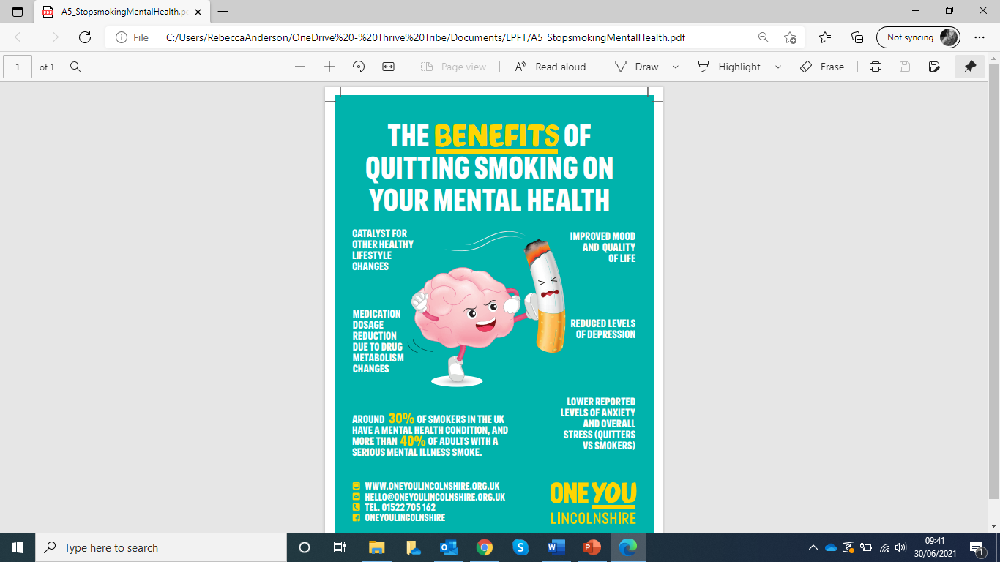 A5_StopsmokingMentalHealth.pd
File
C:/Users/RebeccaAnderson/OneDrive%20-%20Thrive%20Tribe/Documents/LPFT/A5_StopsmokingMentalHealth.pdf
Not syncing
1 of 1
Page view
Read aloud
Draw
Highlight
Erase
THE BENEFITS OF
QUITTING SMOKING ON
YOUR MENTAL HEALTH
CATALYST FOR
OTHER HEALTHY
LIFESTYLE
CHANGES
IMPROVED MOOD
AND QUALITY
OF LIFE
MEDICATION
DOSAGE
REDUCTION
DUE TO DRUG
METABOLISM
CHANGES
REDUCED LEVELS
OF DEPRESSION
LOWER REPORTED
LEVELS OF ANXIETY
AND OVERALL
STRESS (QUITTERS
VS SMOKERS)
AROUND 30% OF SMOKERS IN THE UK
HAVE A MENTAL HEALTH CONDITION, AND
MORE THAN 40% OF ADULTS WITH A
SERIOUS MENTAL ILLNESS SMOKE.
WWW.ONEYOULINCOLNSHIRE.ORG.UK
HELLO@ONEYOULINCOLNSHIRE.ORG.UK
TEL. 01522 705 162
ONEYOULINCOLNSHIRE
ONE YOU
LINCOLNSHIRE
Type here to search
09:41
30/06/2021
1